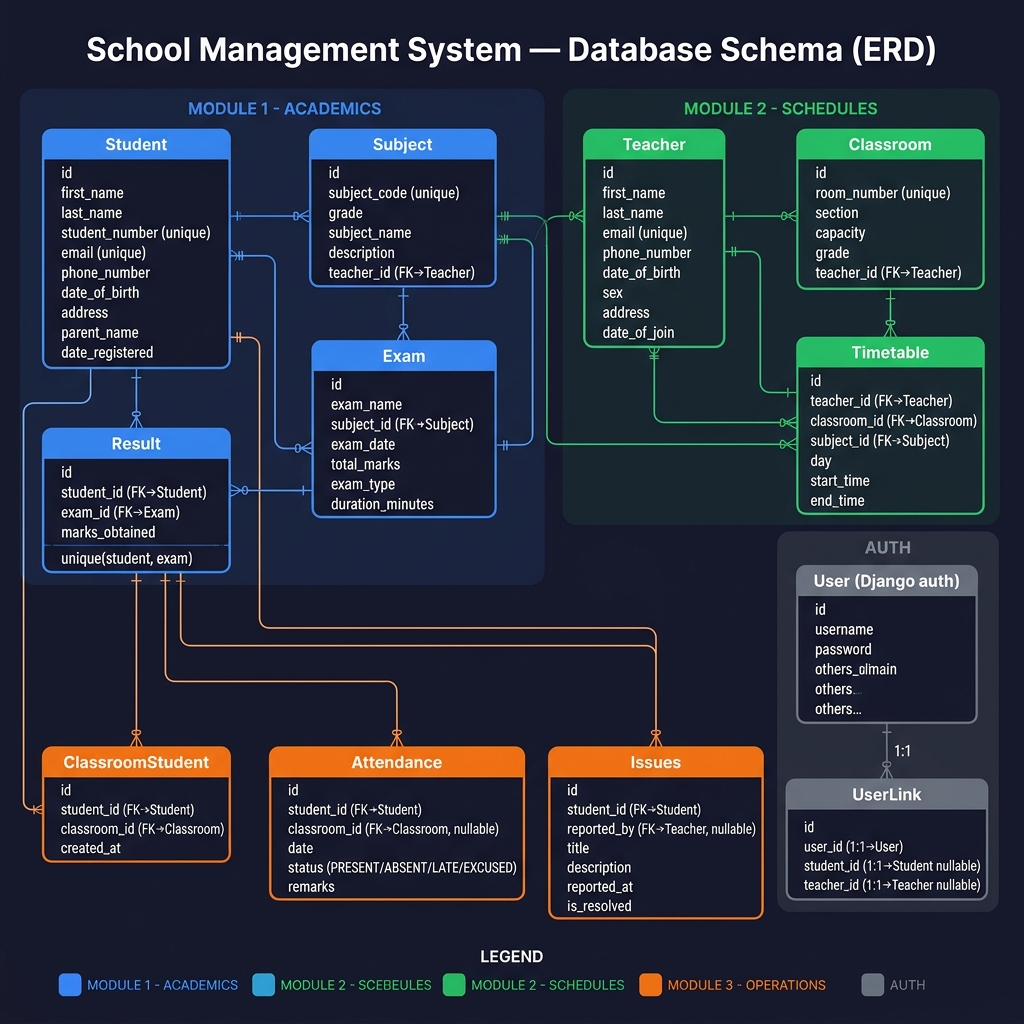 School Management System — Database Schema (ERD)
MODULE 1 - ACADEMICS
Student
id
first_name
last_name
student_number (unique)
email (unique)
phone_number
date_of_birth
address
parent_name
date_registered
Subject
id
subject_code (unique)
grade
subject_name
description
teacher_id (FK→Teacher)
Exam
id
exam_name
subject_id (FK→Subject)
exam_date
total_marks
exam_type
duration_minutes
Result
id
student_id (FK→Student)
exam_id (FK→Exam)
marks_obtained
unique(student, exam)
MODULE 2 - SCHEDULES
Teacher
id
first_name
last_name
email (unique)
phone_number
date_of_birth
sex
address
date_of_join
Classroom
id
room_number (unique)
section
capacity
grade
teacher_id (FK→Teacher)
Timetable
id
teacher_id (FK→Teacher)
classroom_id (FK→Classroom)
subject_id (FK→Subject)
day
start_time
end_time
AUTH
User (Django auth)
id
username
password
others...
others...
1:1
UserLink
id
user_id (1:1→User)
student_id (1:1→Student nullable)
teacher_id (1:1→Teacher nullable)
ClassroomStudent
id
student_id (FK→Student)
classroom_id (FK→Classroom)
created_at
Attendance
id
student_id (FK→Student)
classroom_id (FK→Classroom, nullable)
date
status (PRESENT/ABSENT/LATE/EXCUSED)
remarks
Issues
id
student_id (FK→Student)
reported_by (FK→Teacher, nullable)
title
description
reported_at
is_resolved
LEGEND
MODULE 1 - ACADEMICS
MODULE 2 - SCEBEULES
MODULE 2 - SCHEDULES
MODULE 3 - OPERATIONS
AUTH